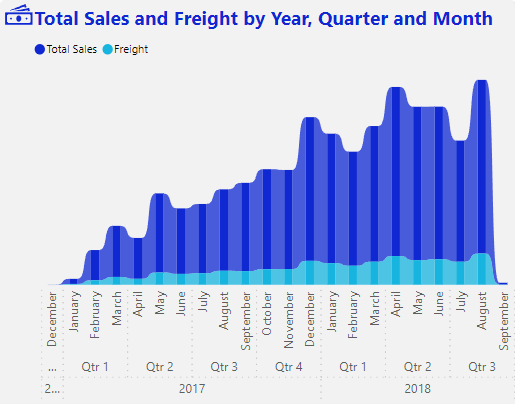 Total Sales and Freight by Year, Quarter and Month
Total Sales Freight
December January February March April May June July August September October November December January February March April May June July August September
... Qtr 1 Qtr 2 Qtr 3 Qtr 4 Qtr 1 Qtr 2 Qtr 3
2... 2017 2018